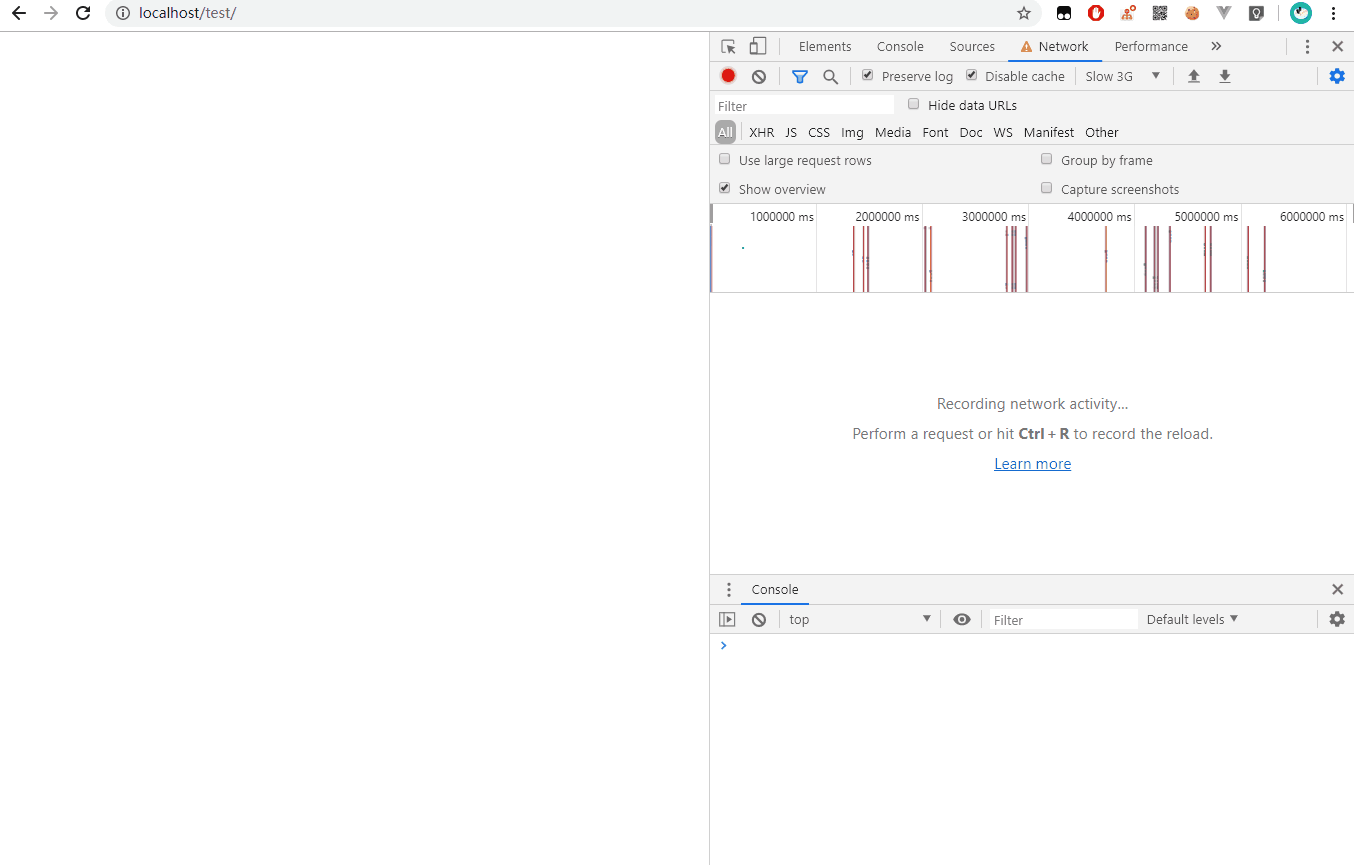 localhost/test/
Elements Console Sources Network Performance »
Preserve log Disable cache Slow 3G
Filter Hide data URLs
All XHR JS CSS Img Media Font Doc WS Manifest Other
Use large request rows Group by frame
Show overview Capture screenshots
1000000 ms 2000000 ms 3000000 ms 4000000 ms 5000000 ms 6000000 ms
Recording network activity...
Perform a request or hit Ctrl + R to record the reload.
Learn more
Console
top Filter Default levels